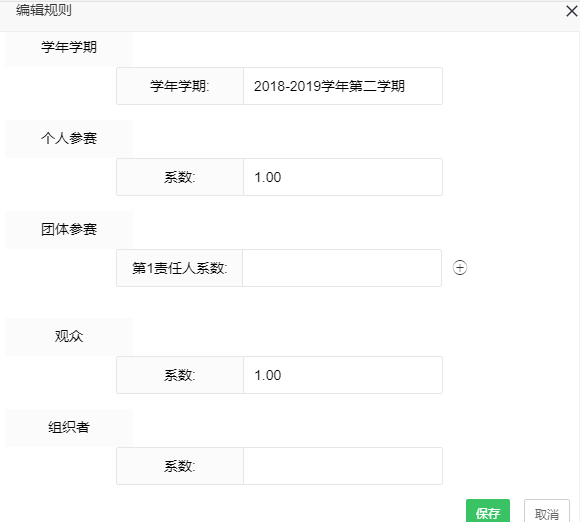 编辑规则
学年学期
学年学期: 2018-2019学年第二学期
个人参赛
系数: 1.00
团体参赛
第1责任人系数:
观众
系数: 1.00
组织者
系数:
保存 取消